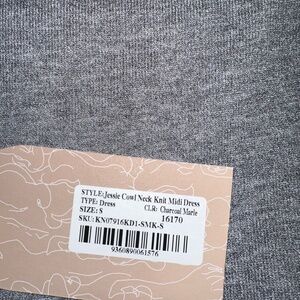 STYLE:Jessie Cowl Neck Knit Midi Dress
TYPE: Dress CLR: Charcoal Marle
SIZE: S 16170
SKU: KN07916KD1-SMK-S
9360890061576